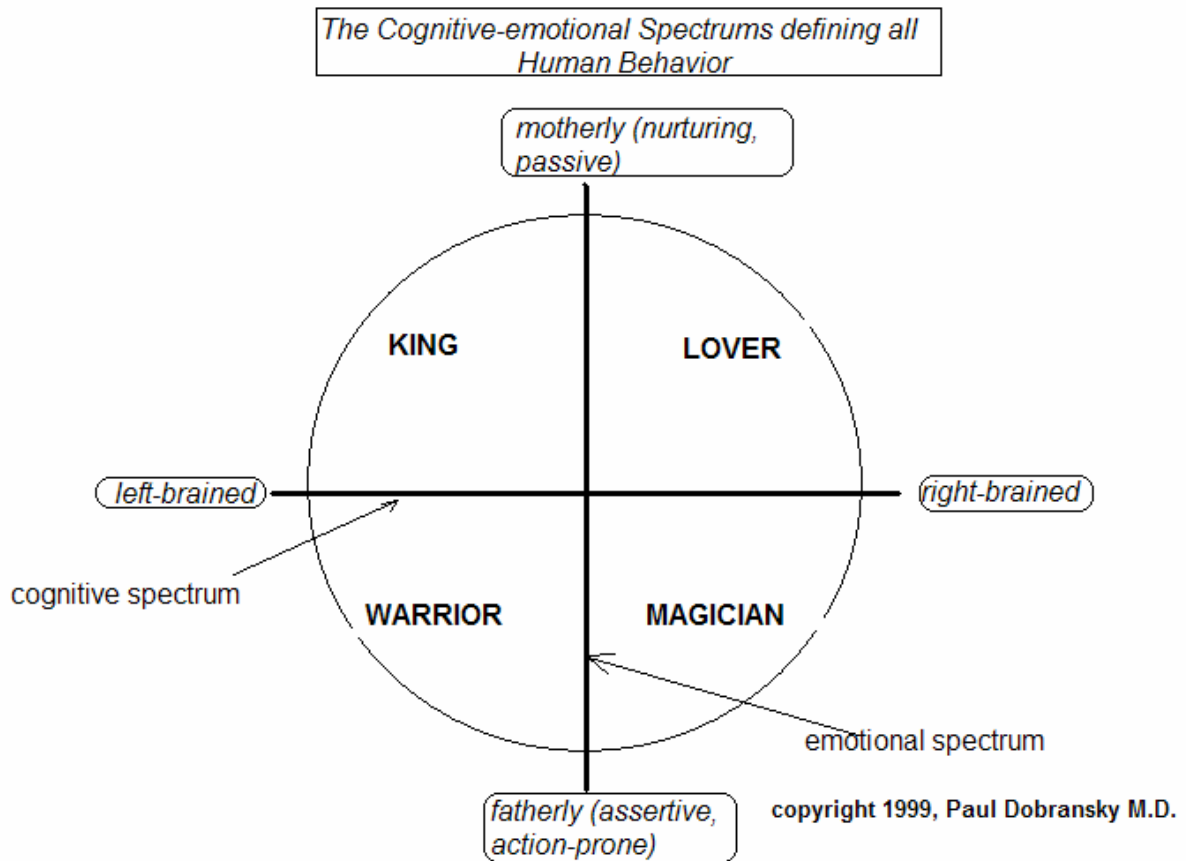 The Cognitive-emotional Spectrums defining all
Human Behavior
motherly (nurturing,
passive)
KING
LOVER
left-brained
right-brained
cognitive spectrum
WARRIOR
MAGICIAN
emotional spectrum
fatherly (assertive,
action-prone)
copyright 1999, Paul Dobransky M.D.